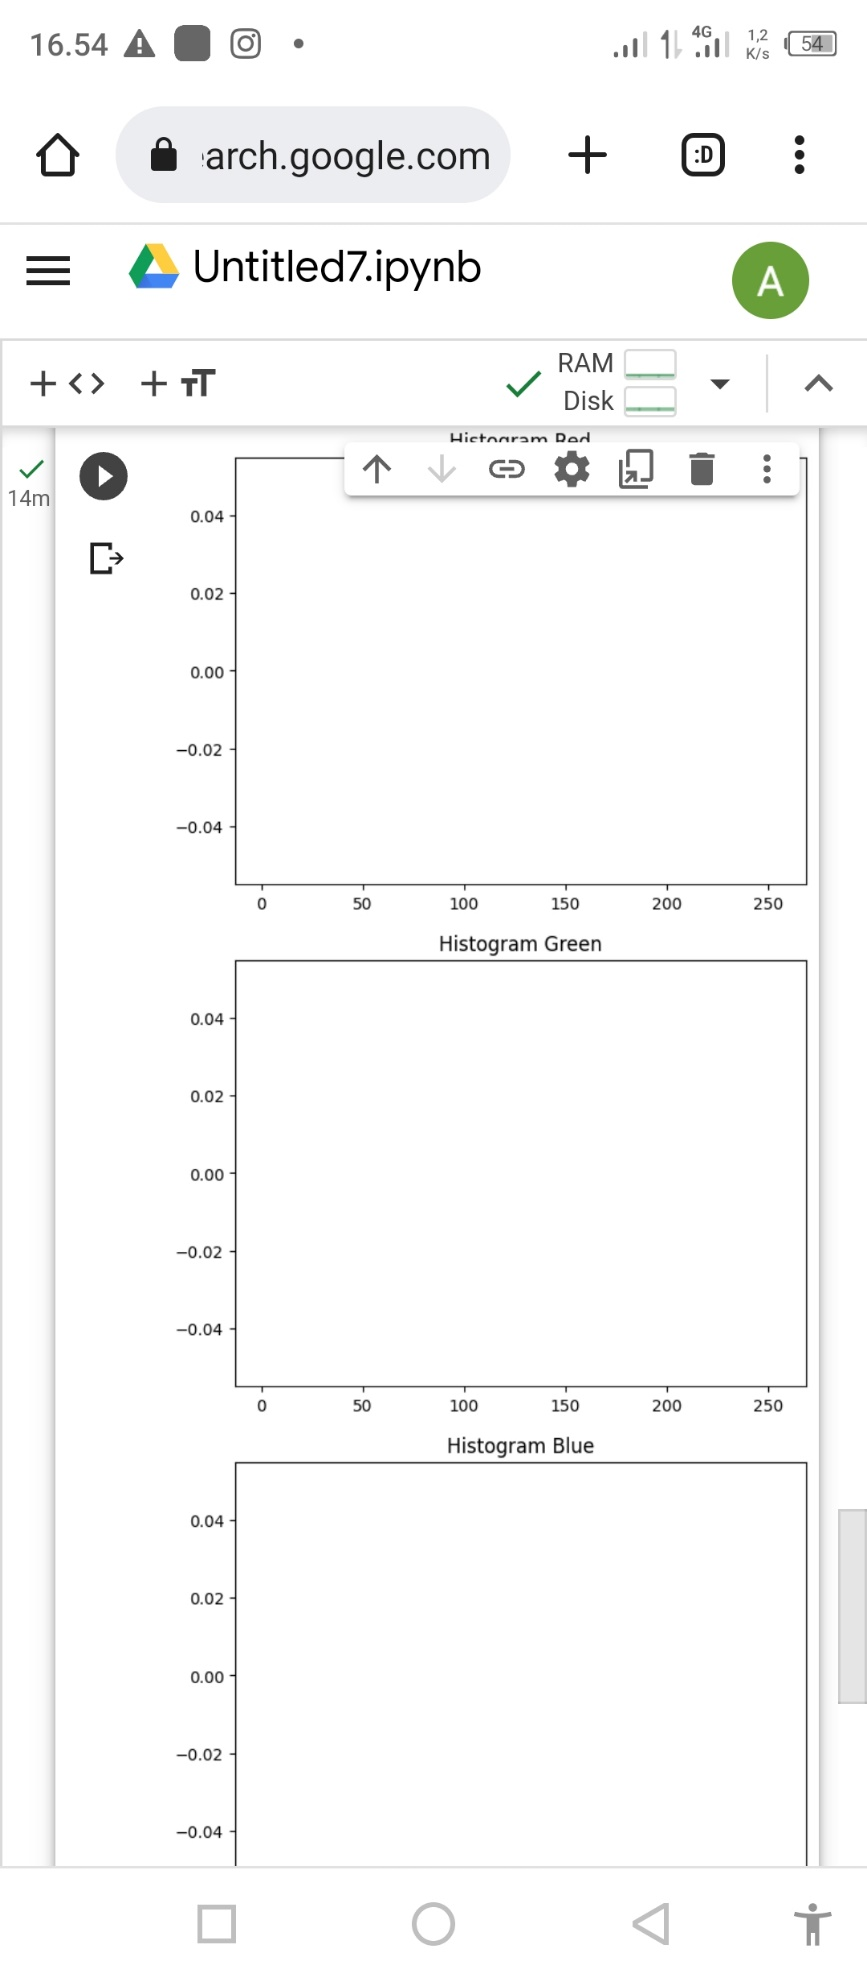 16.54
4G 1,2 K/s 54
arch.google.com :D
Untitled7.ipynb A
RAM
Disk
Histogram Red
14m
0.04
0.02
0.00
−0.02
−0.04
0 50 100 150 200 250
Histogram Green
0.04
0.02
0.00
−0.02
−0.04
0 50 100 150 200 250
Histogram Blue
0.04
0.02
0.00
−0.02
−0.04